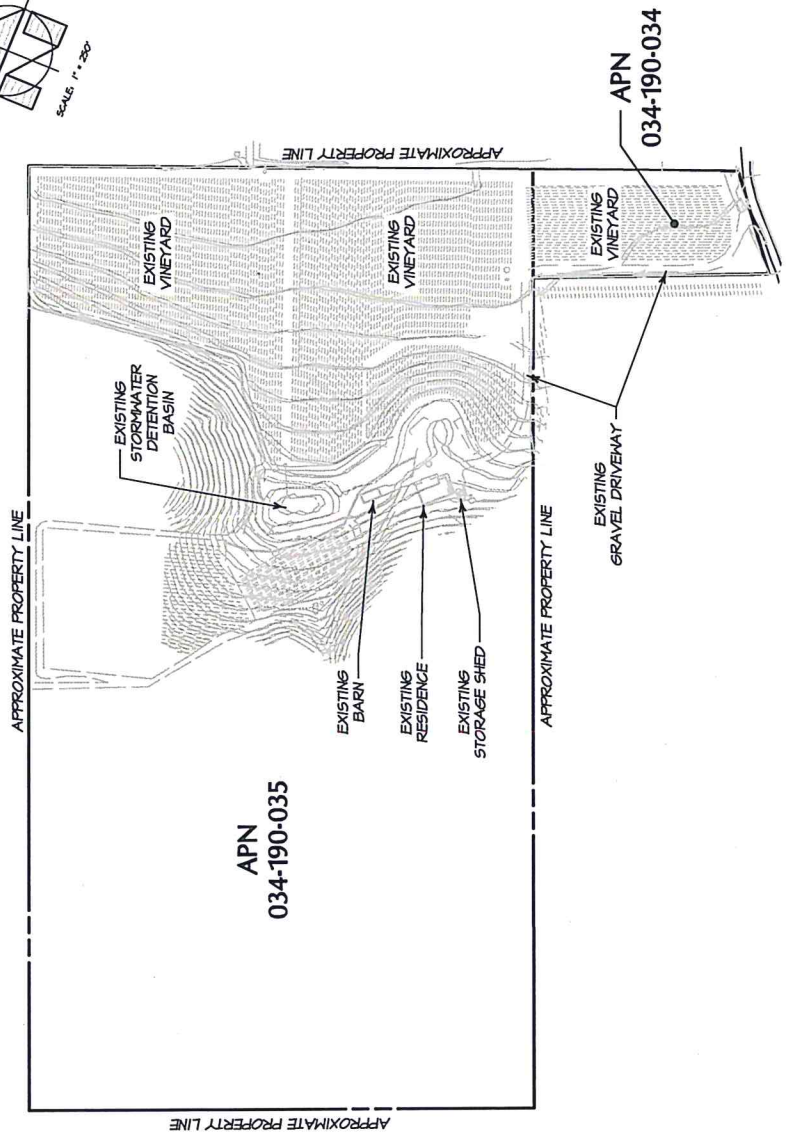 SCALE: 1" = 250'
APPROXIMATE PROPERTY LINE
APPROXIMATE PROPERTY LINE
EXISTING
VINEYARD
EXISTING
VINEYARD
EXISTING
VINEYARD
APN
034-190-034
EXISTING
STORMWATER
DETENTION
BASIN
EXISTING
GRAVEL DRIVEWAY
EXISTING
BARN
EXISTING
RESIDENCE
EXISTING
STORAGE SHED
APPROXIMATE PROPERTY LINE
APN
034-190-035
APPROXIMATE PROPERTY LINE